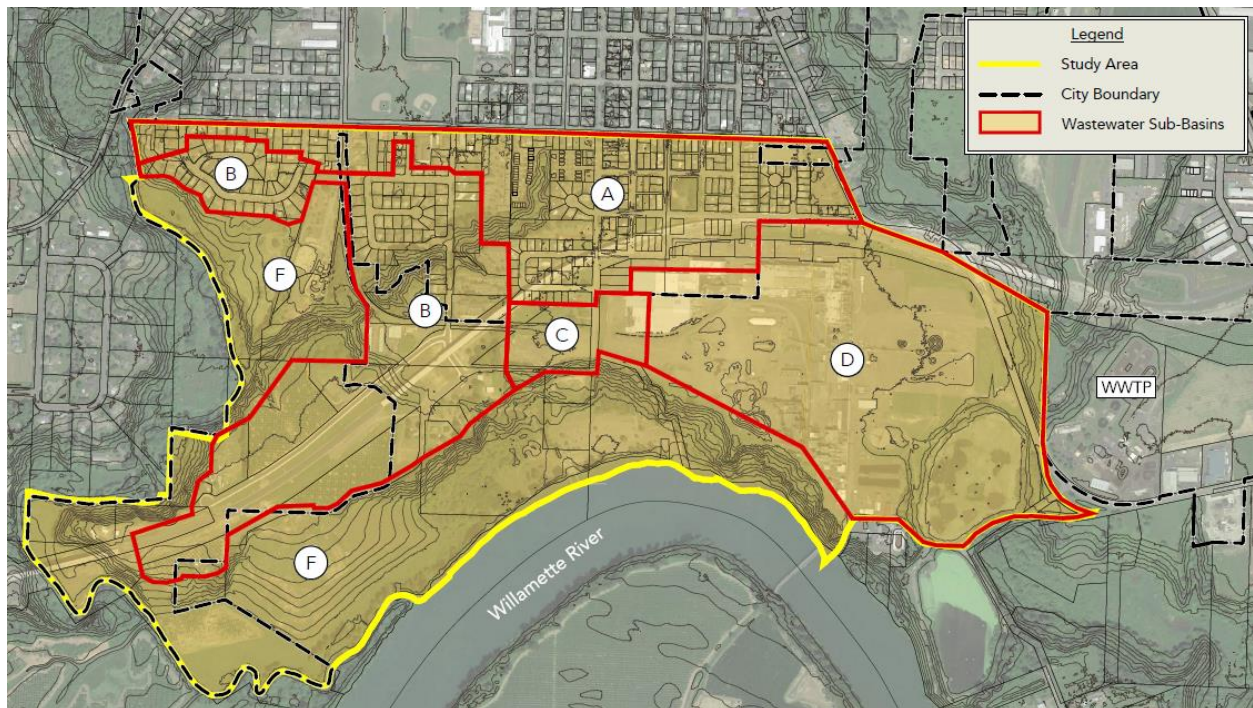 Legend
Study Area
City Boundary
Wastewater Sub-Basins
B
A
F
B
C
D
WWTP
F
Willamette River